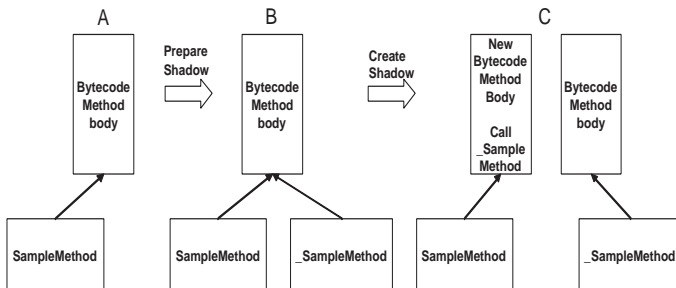 A
B
C
Prepare
Shadow
Create
Shadow
Bytecode
Method
body
Bytecode
Method
body
New
Bytecode
Method
Body
Call
_Sample
Method
Bytecode
Method
body
SampleMethod
SampleMethod
_SampleMethod
SampleMethod
_SampleMethod